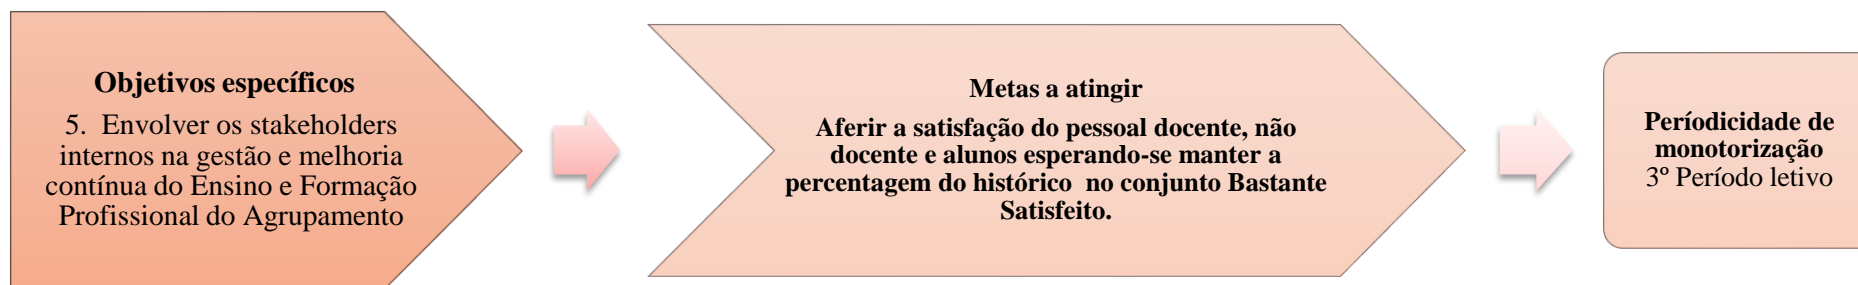 Objetivos específicos
5. Envolver os stakeholders
internos na gestão e melhoria
contínua do Ensino e Formação
Profissional do Agrupamento
Metas a atingir
Aferir a satisfação do pessoal docente, não
docente e alunos esperando-se manter a
percentagem do histórico no conjunto Bastante
Satisfeito.
Períodicidade de
monotorização
3º Período letivo